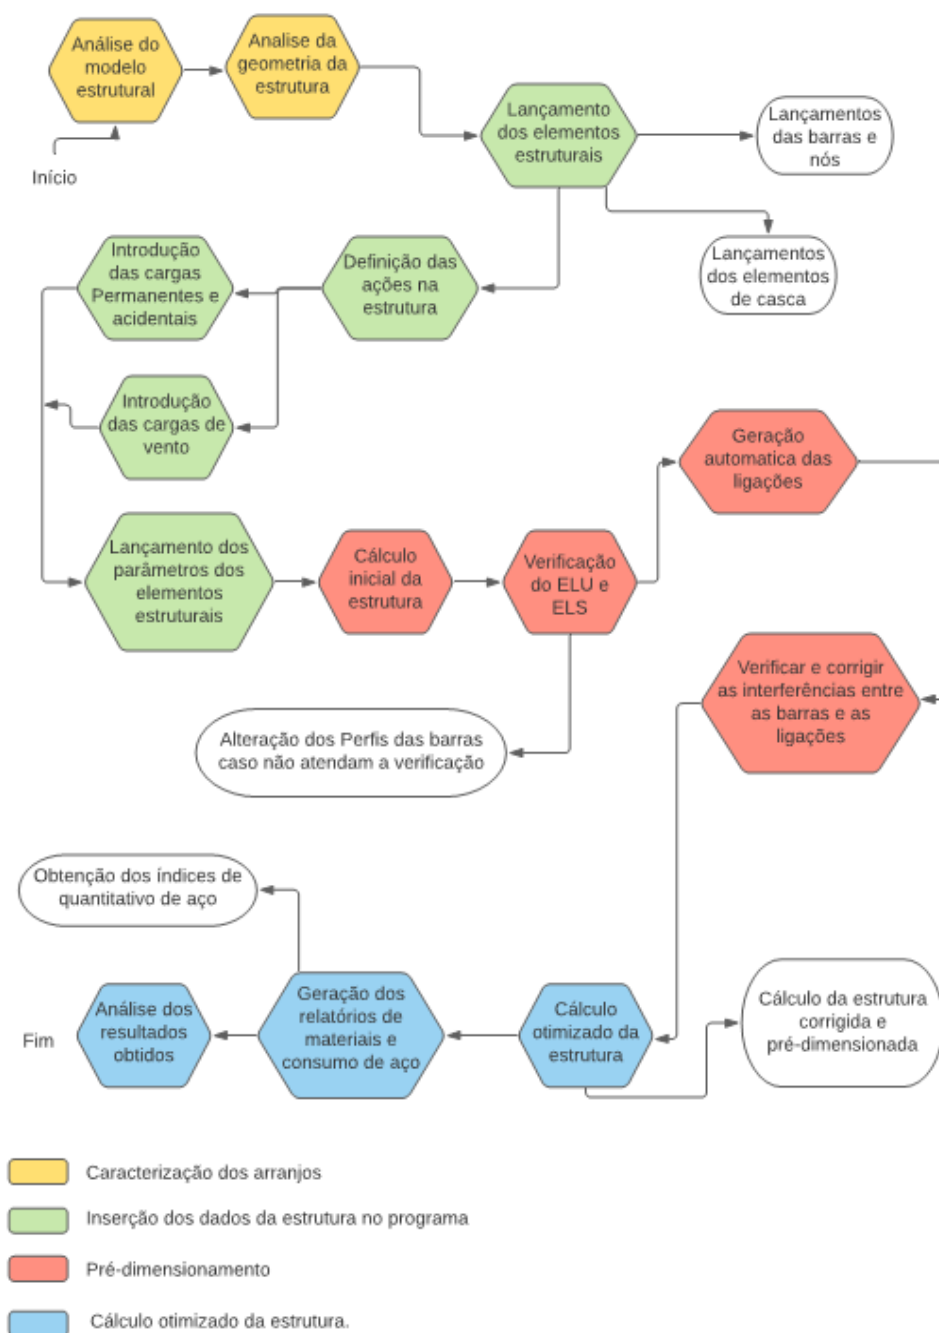 Análise do
modelo
estrutural
Analise da
geometria da
estrutura
Início
Lançamento
dos elementos
estruturais
Lançamentos
das barras e
nós
Lançamentos
dos elementos
de casca
Definição das
ações na
estrutura
Introdução
das cargas
Permanentes e
acidentais
Introdução
das cargas de
vento
Lançamento dos
parâmetros dos
elementos
estruturais
Cálculo
inicial da
estrutura
Verificação
do ELU e
ELS
Alteração dos Perfis das barras
caso não atendam a verificação
Geração
automatica das
ligações
Verificar e corrigir
as interferências entre
as barras e as
ligações
Cálculo
otimizado da
estrutura
Cálculo da estrutura
corrigida e
pré-dimensionada
Geração dos
relatórios de
materiais e
consumo de aço
Obtenção dos índices de
quantitativo de aço
Análise dos
resultados
obtidos
Fim
Caracterização dos arranjos
Inserção dos dados da estrutura no programa
Pré-dimensionamento
Cálculo otimizado da estrutura.